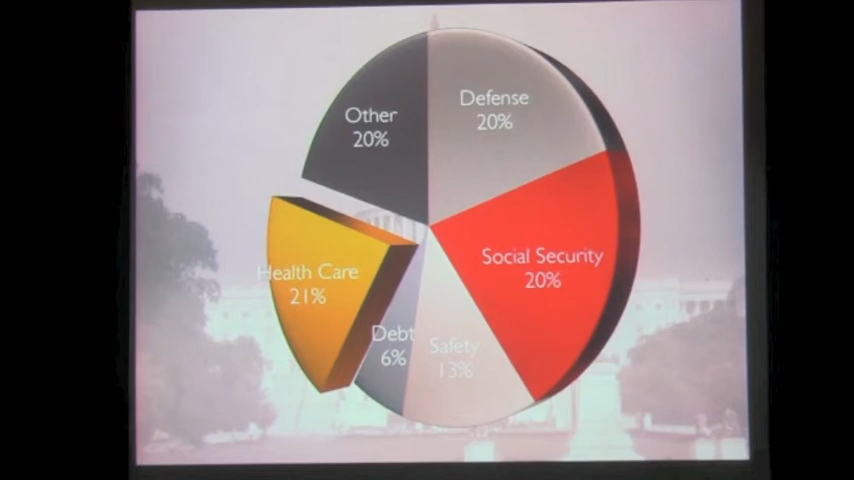 Other
20%
Defense
20%
Social Security
20%
Health Care
21%
Debt
6%
Safety
13%